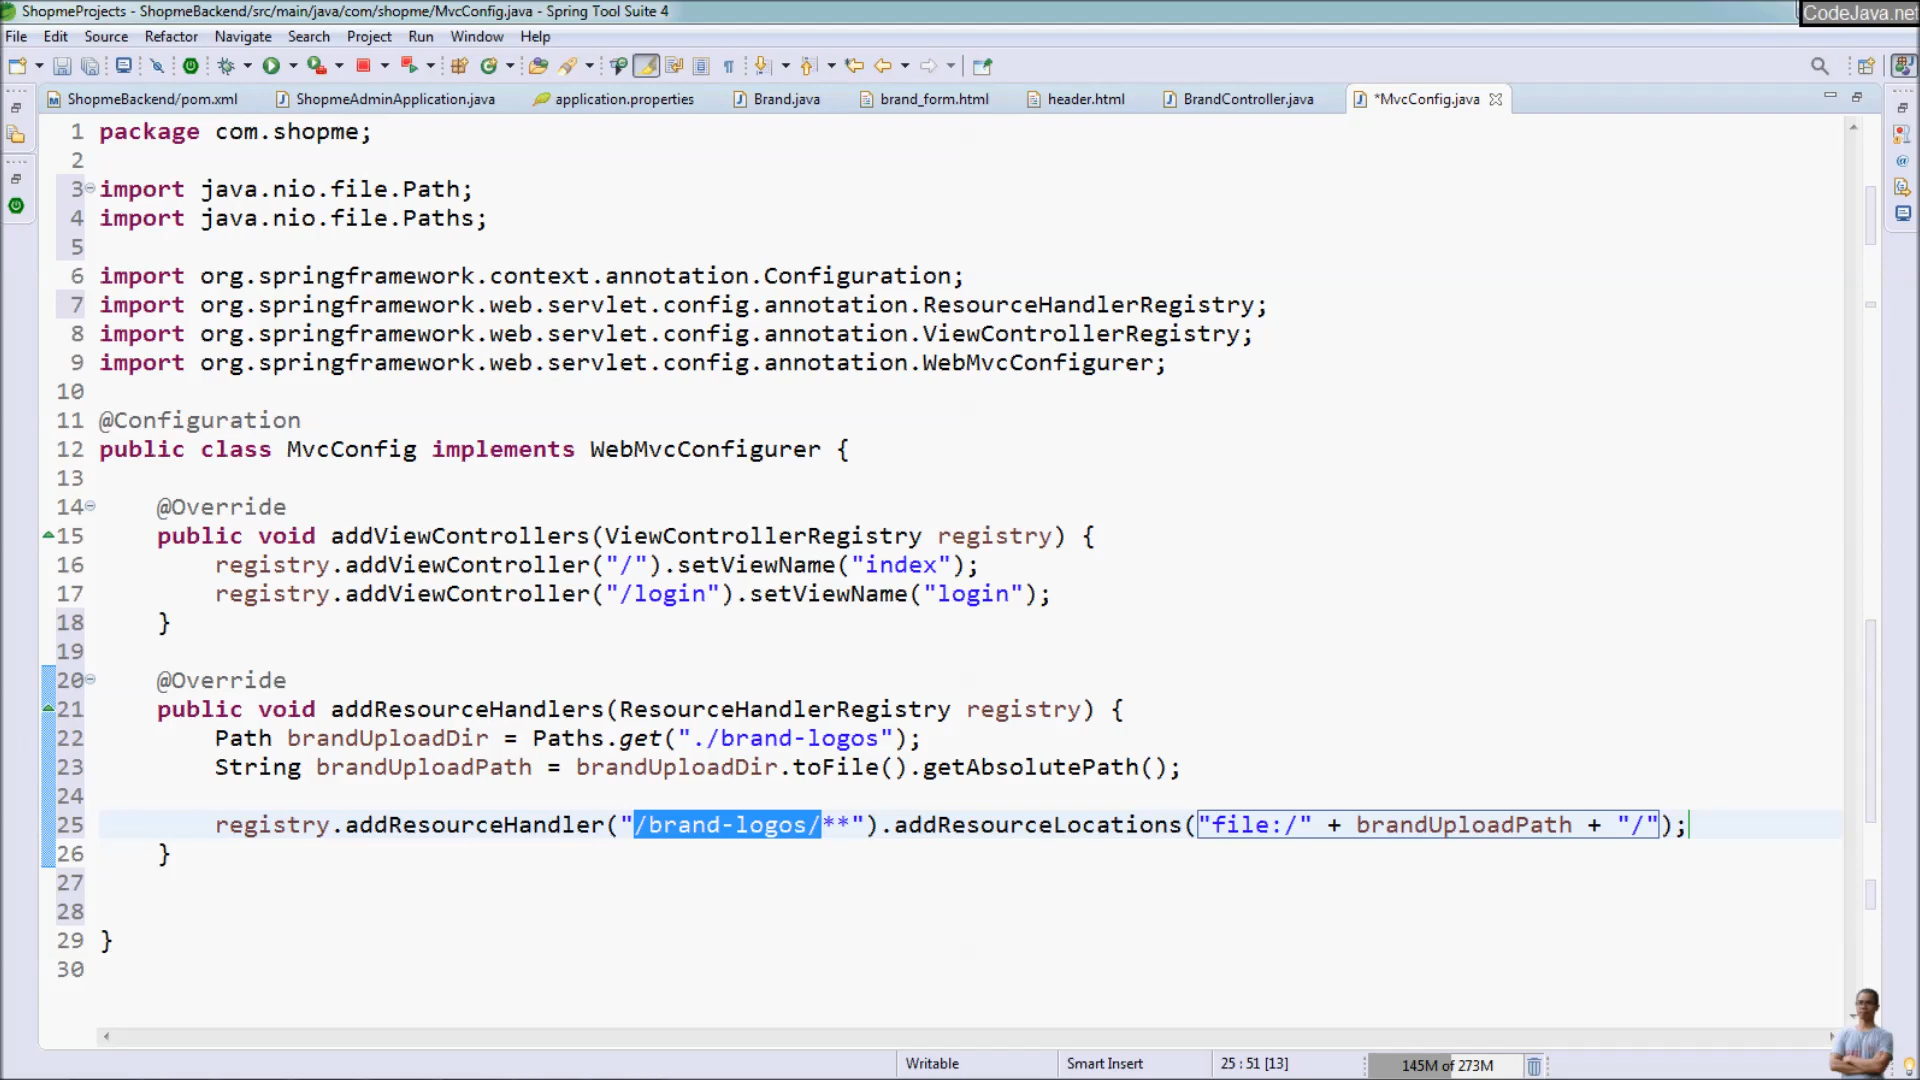 ShopmeProjects - ShopmeBackend/src/main/java/com/shopme/MvcConfig.java - Spring Tool Suite 4
CodeJava.net
File Edit Source Refactor Navigate Search Project Run Window Help
ShopmeBackend/pom.xml ShopmeAdminApplication.java application.properties Brand.java brand_form.html header.html BrandController.java *MvcConfig.java
1 package com.shopme;
2
3 import java.nio.file.Path;
4 import java.nio.file.Paths;
5
6 import org.springframework.context.annotation.Configuration;
7 import org.springframework.web.servlet.config.annotation.ResourceHandlerRegistry;
8 import org.springframework.web.servlet.config.annotation.ViewControllerRegistry;
9 import org.springframework.web.servlet.config.annotation.WebMvcConfigurer;
10
11 @Configuration
12 public class MvcConfig implements WebMvcConfigurer {
13
14 @Override
15 public void addViewControllers(ViewControllerRegistry registry) {
16 registry.addViewController("/").setViewName("index");
17 registry.addViewController("/login").setViewName("login");
18 }
19
20 @Override
21 public void addResourceHandlers(ResourceHandlerRegistry registry) {
22 Path brandUploadDir = Paths.get("./brand-logos");
23 String brandUploadPath = brandUploadDir.toFile().getAbsolutePath();
24
25 registry.addResourceHandler("/brand-logos/**").addResourceLocations("file:/" + brandUploadPath + "/");
26 }
27
28
29 }
30
Writable Smart Insert 25 : 51 [13] 145M of 273M